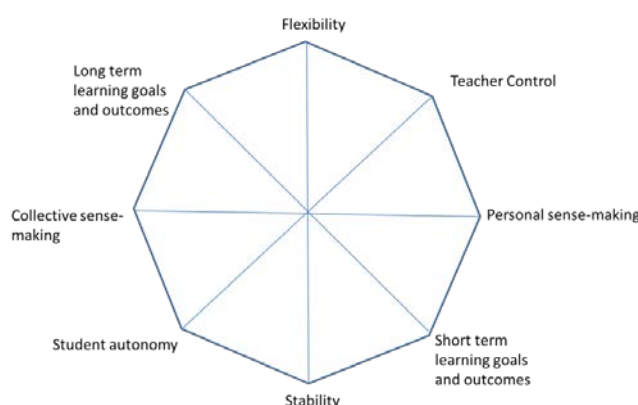 Flexibility
Long term
learning goals
and outcomes
Teacher Control
Collective sense-
making
Personal sense-making
Student autonomy
Short term
learning goals
and outcomes
Stability